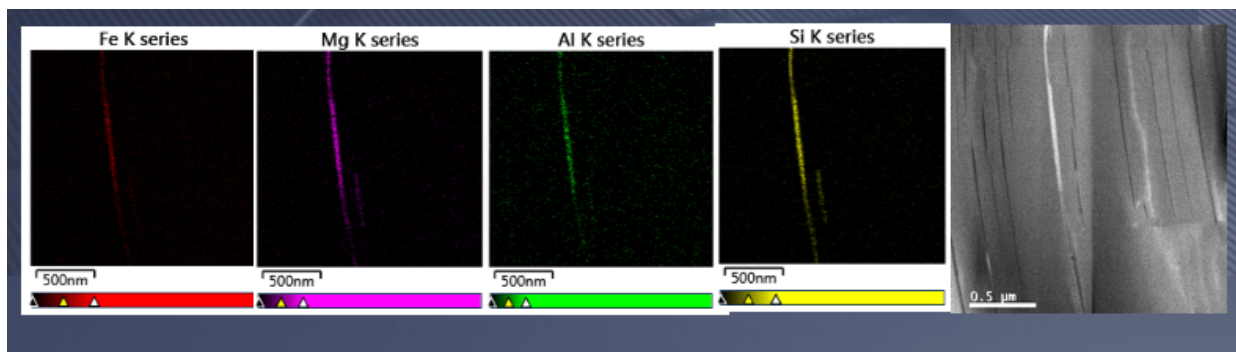 Fe K series
Mg K series
Al K series
Si K series
500nm
500nm
500nm
500nm
0.5 µm